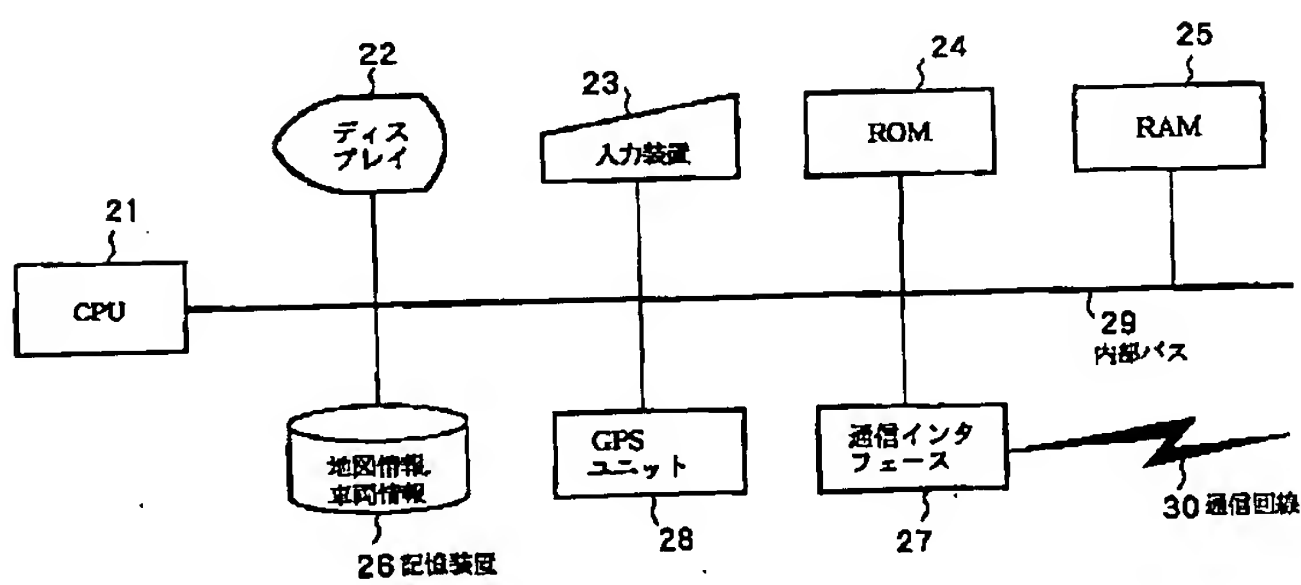 22
ディス
プレイ
23
入力装置
24
ROM
25
RAM
21
CPU
29
内部バス
地図情報,
車両情報
26 記憶装置
GPS
ユニット
28
通信インタ
フェース
27
30 通信回線